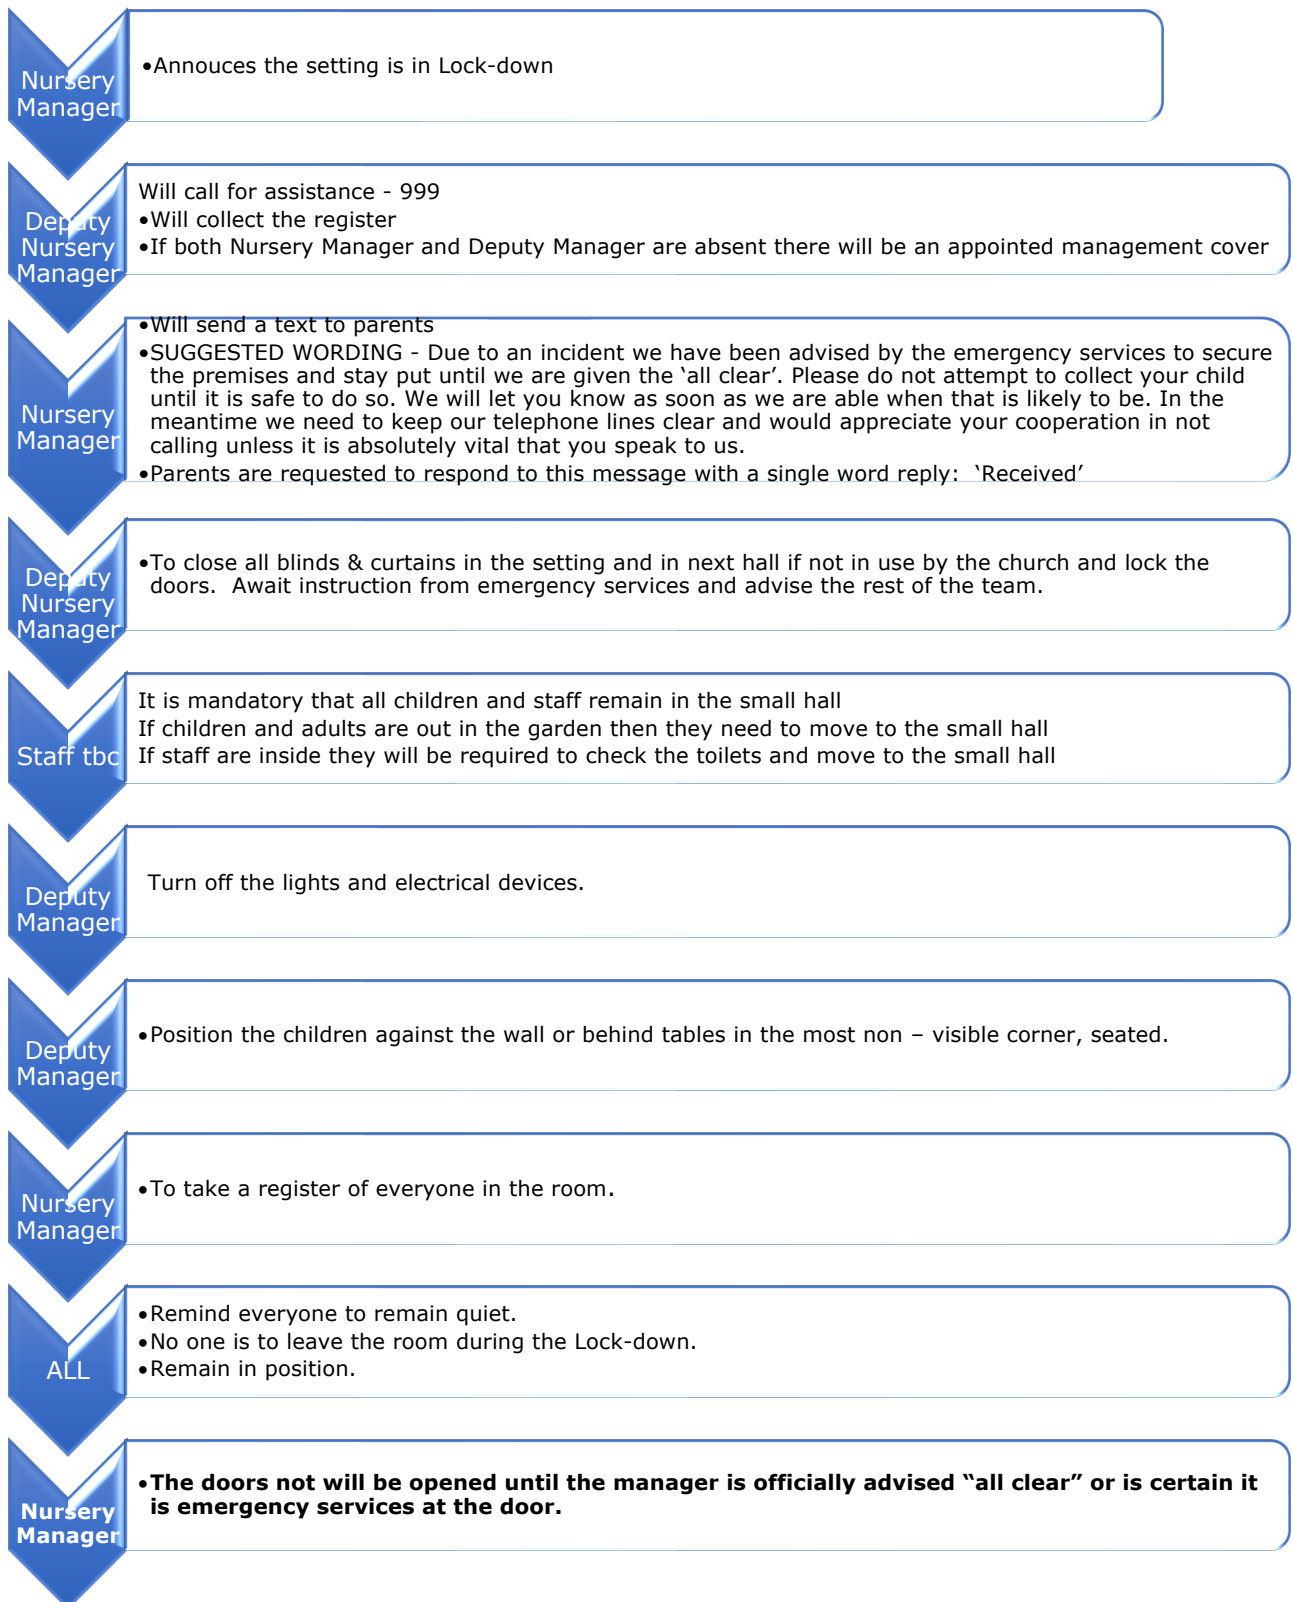 Nursery
Manager
•Annouces the setting is in Lock-down
Deputy
Nursery
Manager
Will call for assistance - 999
•Will collect the register
•If both Nursery Manager and Deputy Manager are absent there will be an appointed management cover
Nursery
Manager
•Will send a text to parents
•SUGGESTED WORDING - Due to an incident we have been advised by the emergency services to secure
the premises and stay put until we are given the ‘all clear’. Please do not attempt to collect your child
until it is safe to do so. We will let you know as soon as we are able when that is likely to be. In the
meantime we need to keep our telephone lines clear and would appreciate your cooperation in not
calling unless it is absolutely vital that you speak to us.
•Parents are requested to respond to this message with a single word reply:  ‘Received’
Deputy
Nursery
Manager
•To close all blinds & curtains in the setting and in next hall if not in use by the church and lock the
doors.  Await instruction from emergency services and advise the rest of the team.
Staff tbc
It is mandatory that all children and staff remain in the small hall
If children and adults are out in the garden then they need to move to the small hall
If staff are inside they will be required to check the toilets and move to the small hall
Deputy
Manager
Turn off the lights and electrical devices.
Deputy
Manager
•Position the children against the wall or behind tables in the most non – visible corner, seated.
Nursery
Manager
•To take a register of everyone in the room.
ALL
•Remind everyone to remain quiet.
•No one is to leave the room during the Lock-down.
•Remain in position.
Nursery
Manager
•The doors not will be opened until the manager is officially advised “all clear” or is certain it
is emergency services at the door.